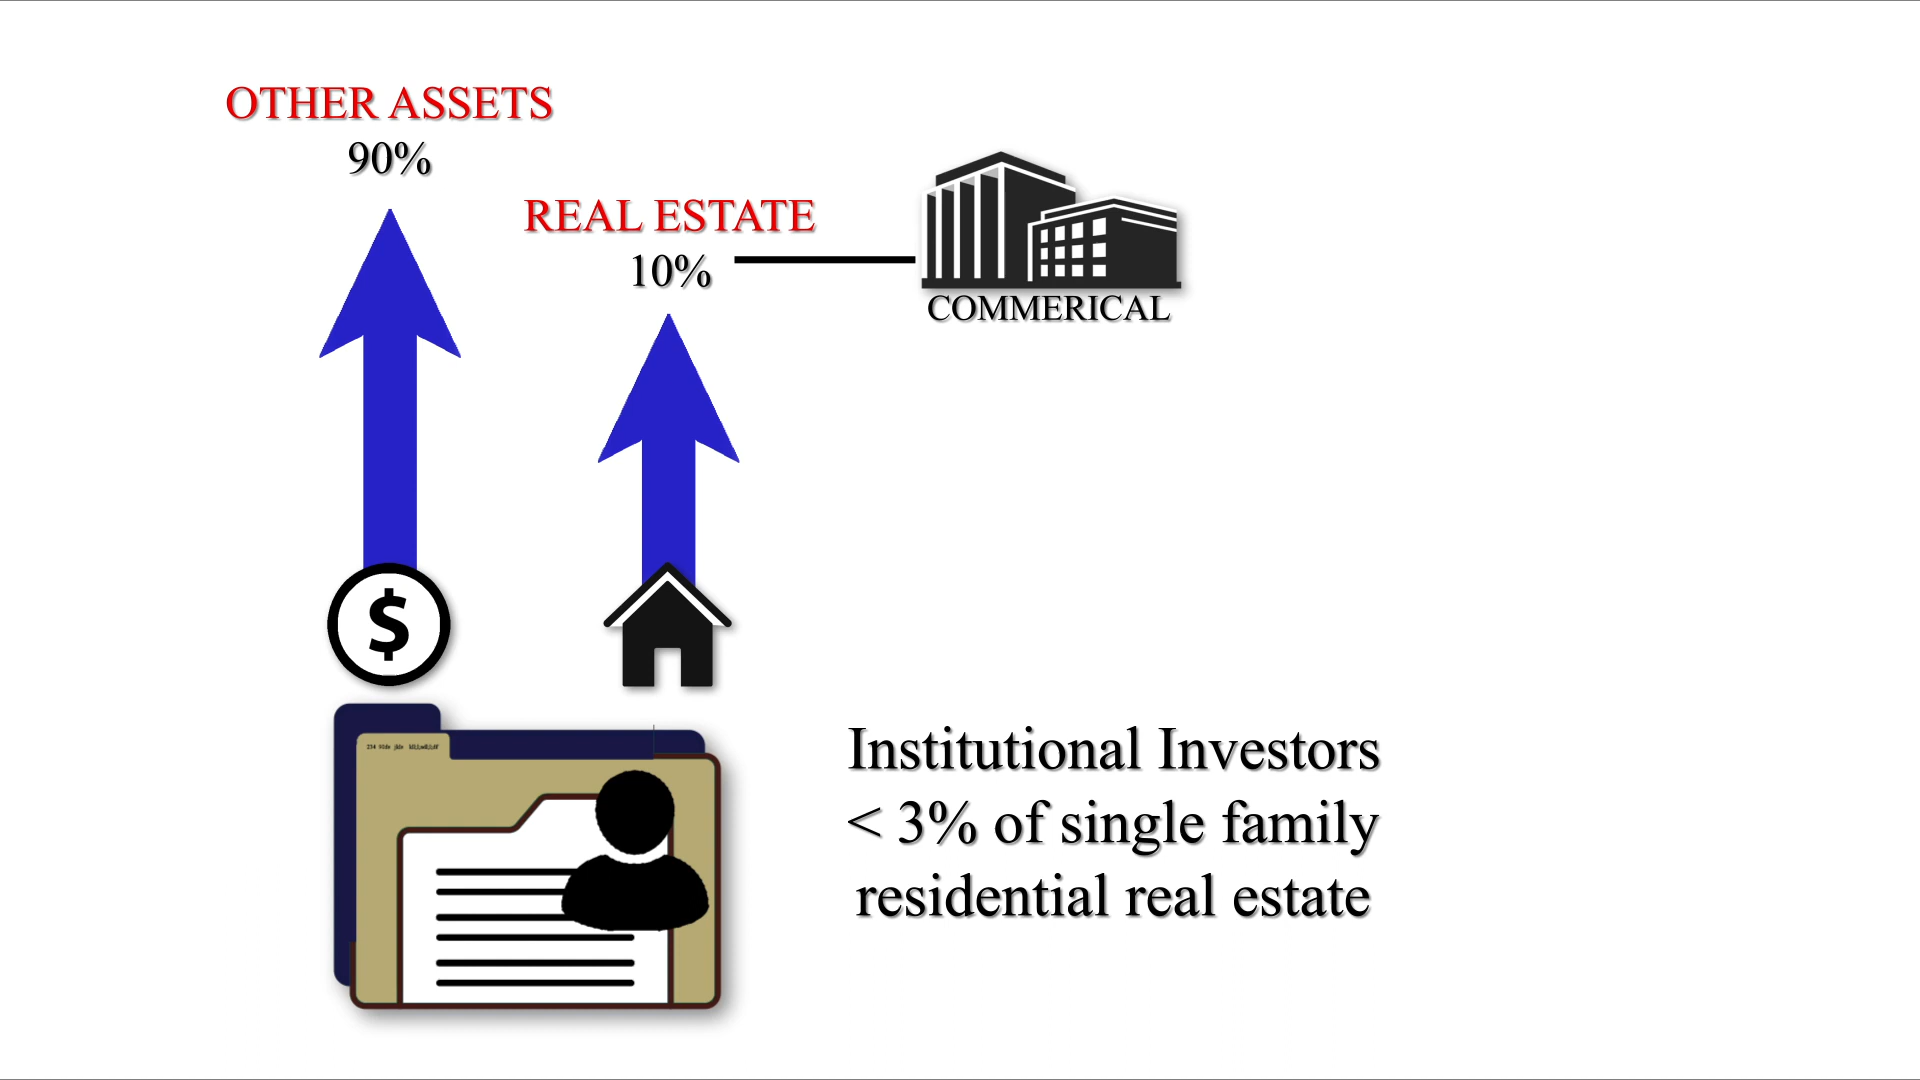 OTHER ASSETS
90%
REAL ESTATE
10%
COMMERICAL
$
Institutional Investors
< 3% of single family
residential real estate